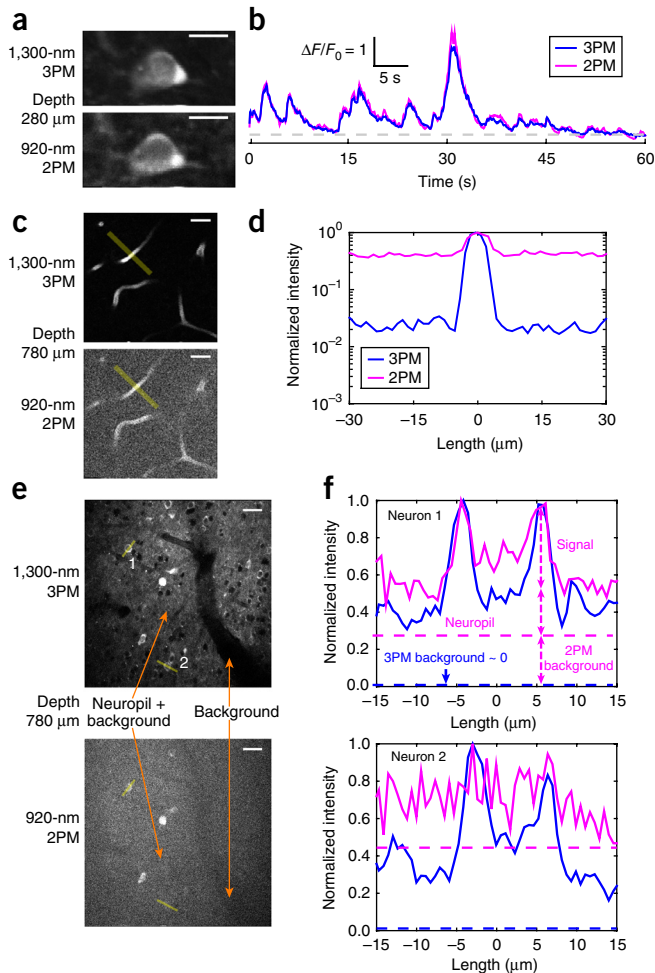 a
1,300-nm
3PM
Depth
280 μm
920-nm
2PM
b
ΔF/F0 = 1
5 s
3PM
2PM
0 15 30 45 60
Time (s)
c
1,300-nm
3PM
Depth
780 μm
920-nm
2PM
d
Normalized intensity
10^0
10^−1
10^−2
10^−3
3PM
2PM
−30 −15 0 15 30
Length (μm)
e
1,300-nm
3PM
1
2
Depth
780 μm
Neuropil +
background
Background
920-nm
2PM
f
Normalized intensity
1.0
0.8
0.6
0.4
0.2
0.0
Neuron 1
Signal
Neuropil
3PM background ~ 0
2PM
background
−15 −10 −5 0 5 10 15
Length (μm)
Normalized intensity
1.0
0.8
0.6
0.4
0.2
0.0
Neuron 2
−15 −10 −5 0 5 10 15
Length (μm)